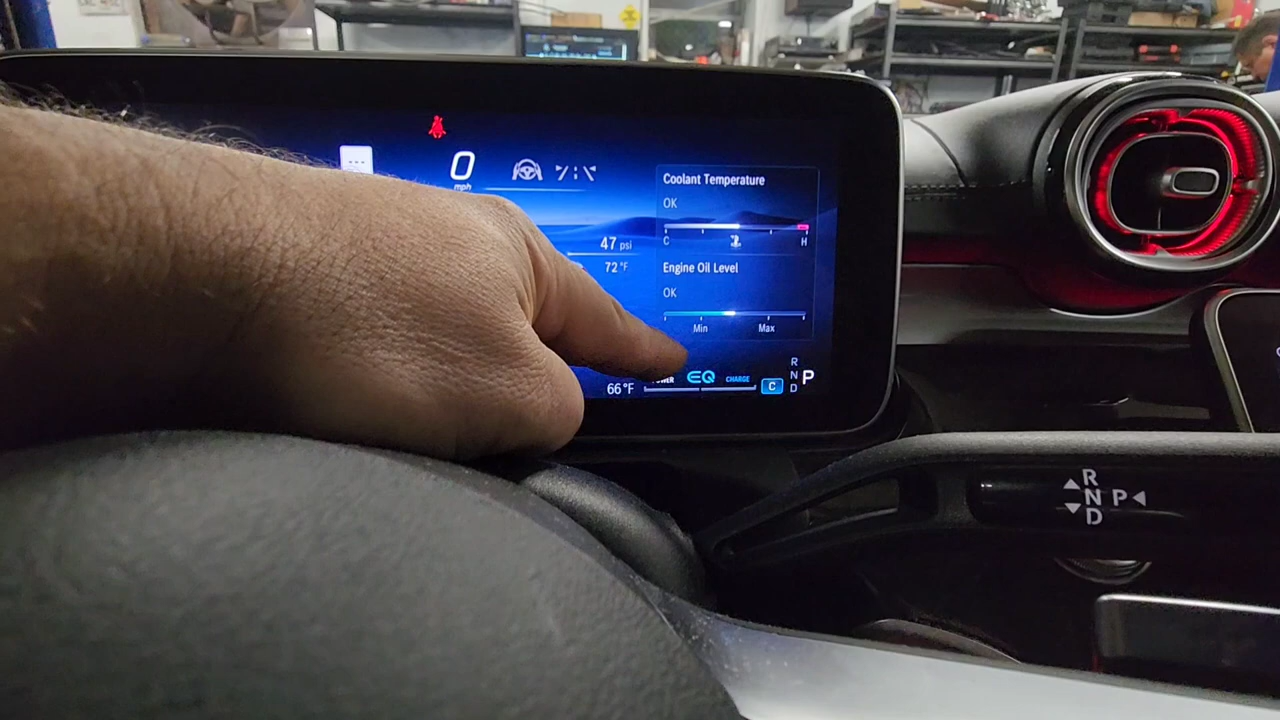 0
mph
47 psi
72 °F
Coolant Temperature
OK
C H
Engine Oil Level
OK
Min Max
66°F
EQ CHARGE
C
R
N
D
P
R
N P
D